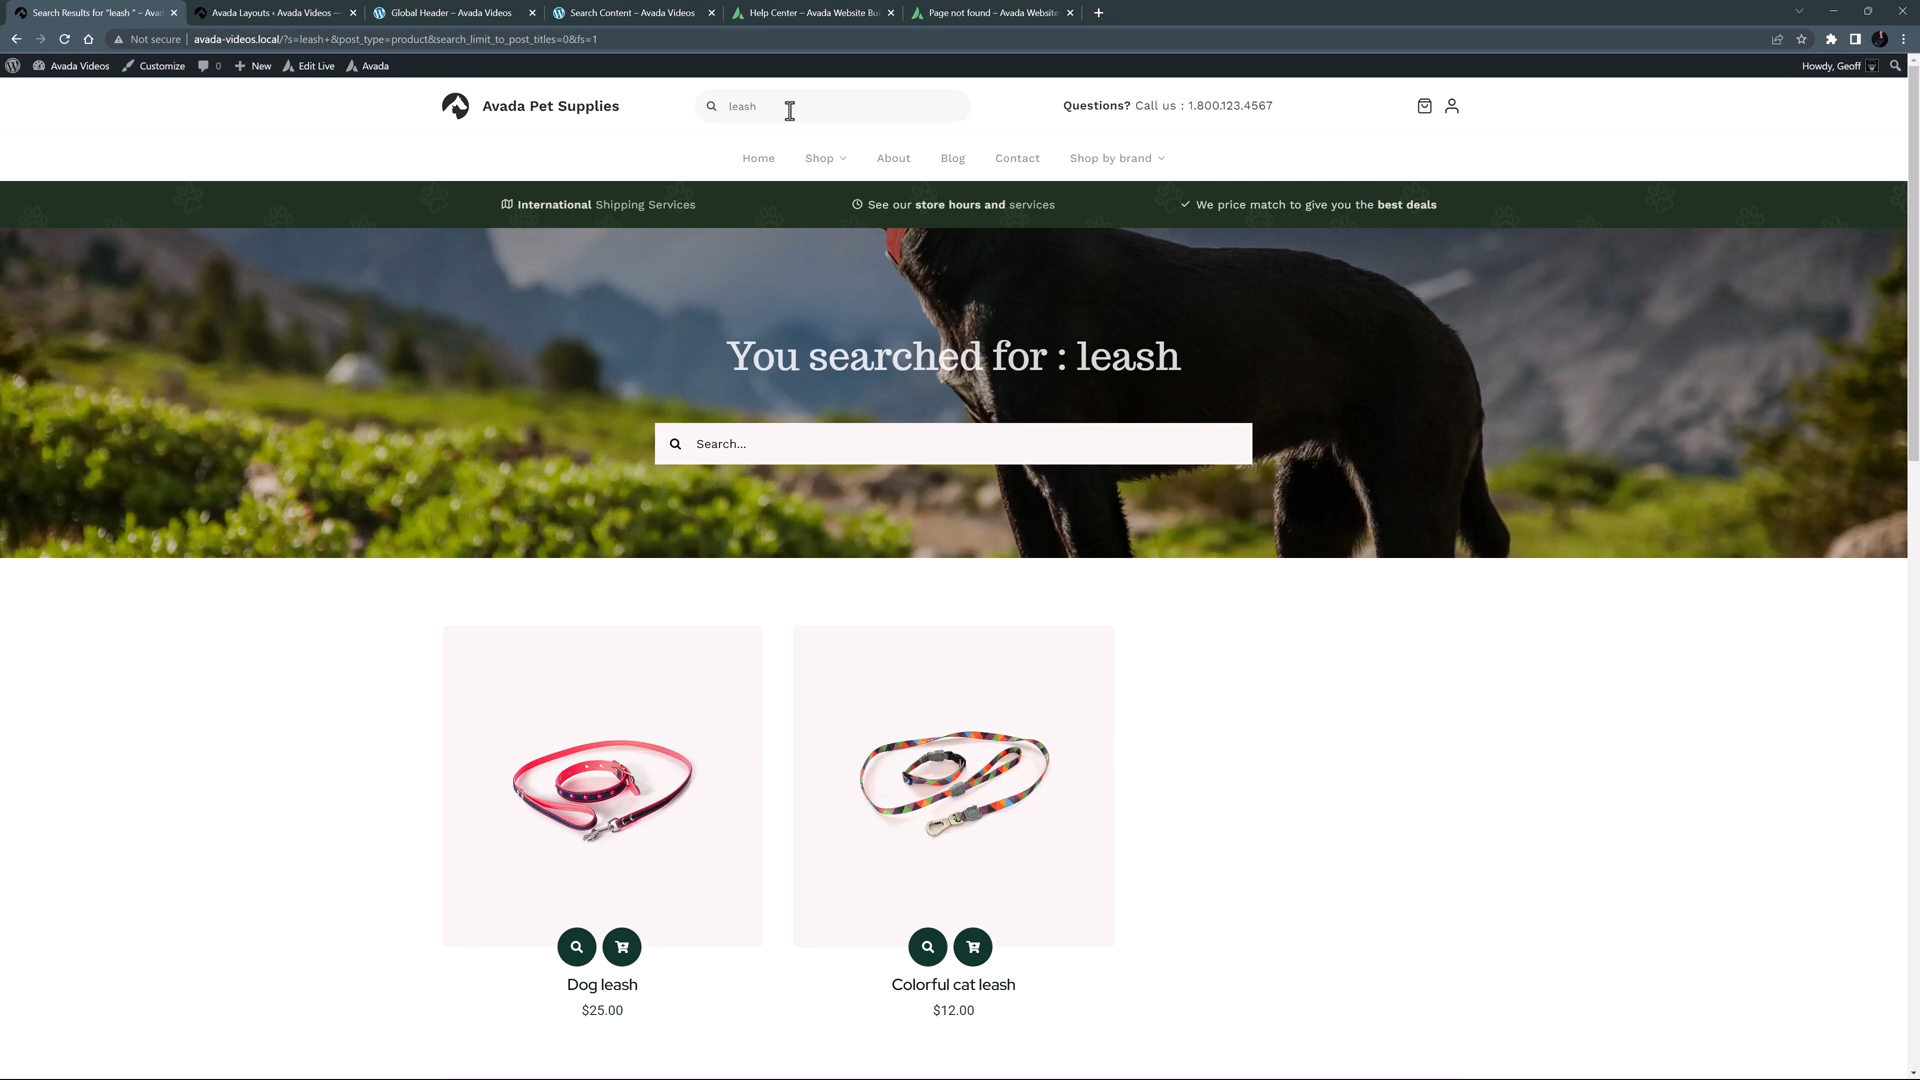 Search Results for "leash " – Avad
Avada Layouts ‹ Avada Videos —
Global Header – Avada Videos
Search Content – Avada Videos
Help Center – Avada Website Bui
Page not found – Avada Website
Not secure
avada-videos.local/?s=leash+&post_type=product&search_limit_to_post_titles=0&fs=1
Avada Videos
Customize
0
New
Edit Live
Avada
Howdy, Geoff
Avada Pet Supplies
leash
Questions? Call us : 1.800.123.4567
Home
Shop
About
Blog
Contact
Shop by brand
International Shipping Services
See our store hours and services
We price match to give you the best deals
You searched for : leash
Search...
Dog leash
$25.00
Colorful cat leash
$12.00